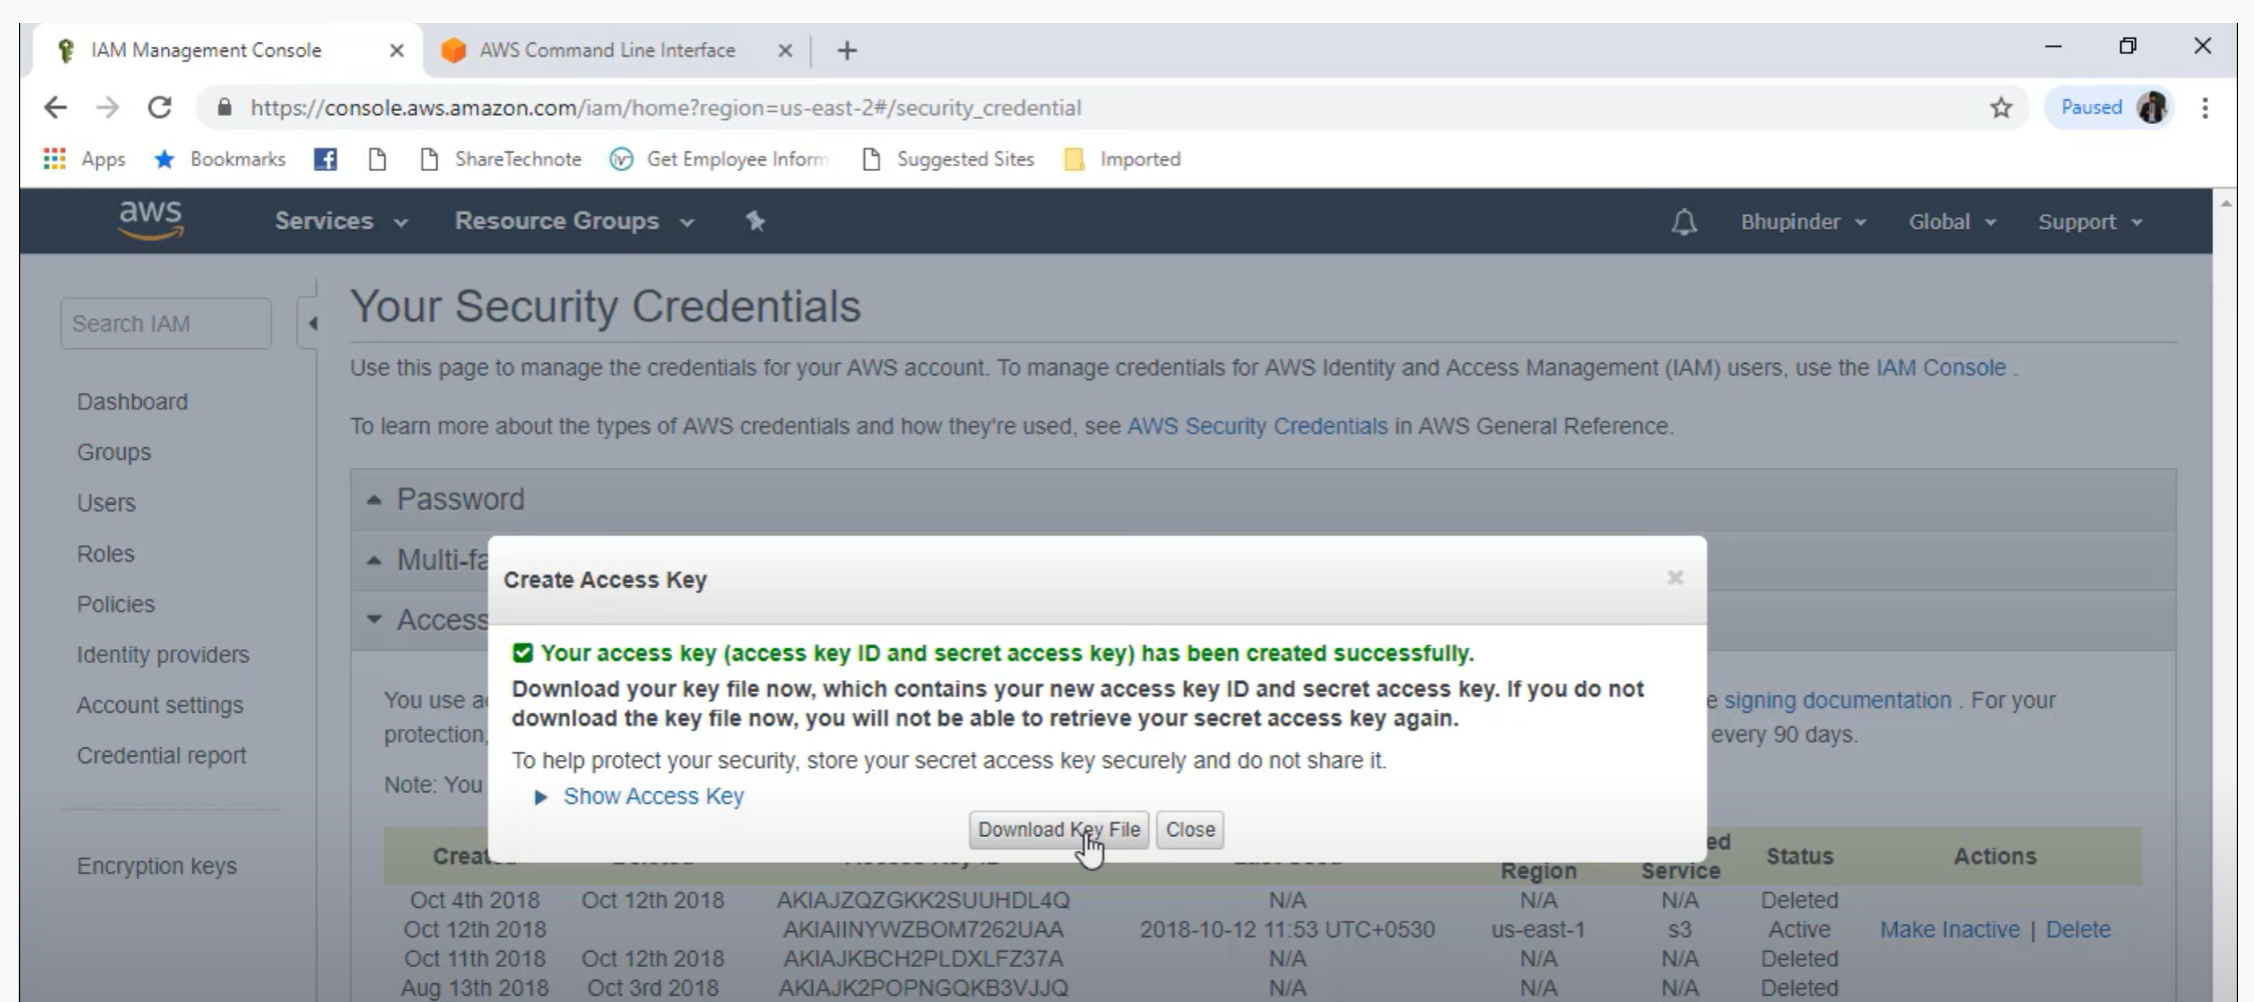 IAM Management Console
AWS Command Line Interface
https://console.aws.amazon.com/iam/home?region=us-east-2#/security_credential
Paused
Apps Bookmarks ShareTechnote Get Employee Inform Suggested Sites Imported
aws Services Resource Groups Bhupinder Global Support
Search IAM
Dashboard
Groups
Users
Roles
Policies
Identity providers
Account settings
Credential report
Encryption keys
Your Security Credentials
Use this page to manage the credentials for your AWS account. To manage credentials for AWS Identity and Access Management (IAM) users, use the IAM Console .
To learn more about the types of AWS credentials and how they're used, see AWS Security Credentials in AWS General Reference.
Password
Multi-fa
Access
You use a
e signing documentation . For your
protection,
every 90 days.
Note: You
Create Access Key
Your access key (access key ID and secret access key) has been created successfully.
Download your key file now, which contains your new access key ID and secret access key. If you do not
download the key file now, you will not be able to retrieve your secret access key again.
To help protect your security, store your secret access key securely and do not share it.
Show Access Key
Download Key File Close
Creat Region ed Service Status Actions
Oct 4th 2018 Oct 12th 2018 AKIAJZQZGKK2SUUHDL4Q N/A N/A N/A Deleted
Oct 12th 2018 AKIAIINYWZBOM7262UAA 2018-10-12 11:53 UTC+0530 us-east-1 s3 Active Make Inactive | Delete
Oct 11th 2018 Oct 12th 2018 AKIAJKBCH2PLDXLFZ37A N/A N/A N/A Deleted
Aug 13th 2018 Oct 3rd 2018 AKIAJK2POPNGQKB3VJJQ N/A N/A N/A Deleted